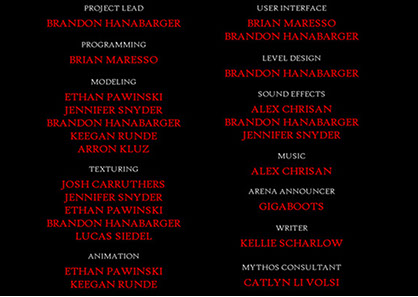 PROJECT LEAD
BRANDON HANABARGER
PROGRAMMING
BRIAN MARESSO
MODELING
ETHAN PAWINSKI
JENNIFER SNYDER
BRANDON HANABARGER
KEEGAN RUNDE
ARRON KLUZ
TEXTURING
JOSH CARRUTHERS
JENNIFER SNYDER
ETHAN PAWINSKI
BRANDON HANABARGER
LUCAS SIEDEL
ANIMATION
ETHAN PAWINSKI
KEEGAN RUNDE
USER INTERFACE
BRIAN MARESSO
BRANDON HANABARGER
LEVEL DESIGN
BRANDON HANABARGER
SOUND EFFECTS
ALEX CHRISAN
BRANDON HANABARGER
JENNIFER SNYDER
MUSIC
ALEX CHRISAN
ARENA ANNOUNCER
GIGABOOTS
WRITER
KELLIE SCHARLOW
MYTHOS CONSULTANT
CATLYN LI VOLSI